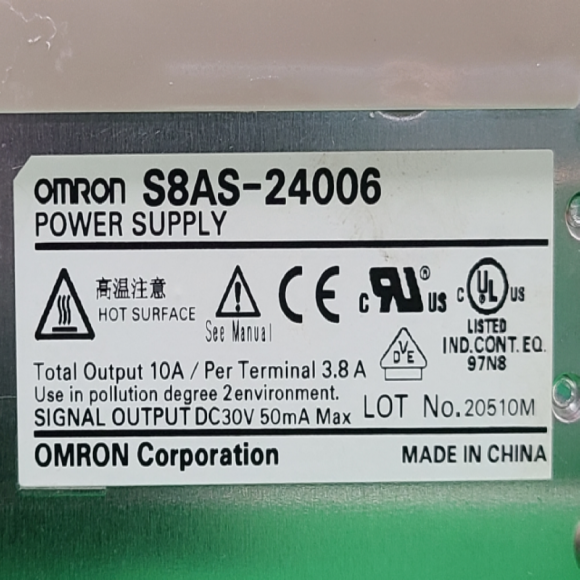 OMRON S8AS-24006
POWER SUPPLY
高温注意
HOT SURFACE
See Manual
CE
c RU ® US
c UL US
LISTED
IND.CONT.EQ.
97N8
DVE
Total Output 10A / Per Terminal 3.8 A
Use in pollution degree 2environment.
SIGNAL OUTPUT DC30V 50mA Max
LOT No.20510M
OMRON Corporation
MADE IN CHINA